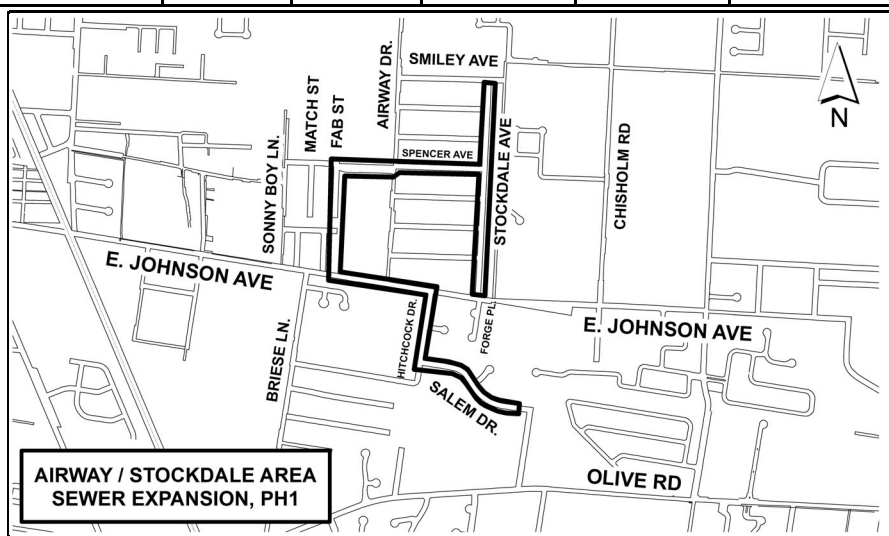 SMILEY AVE
AIRWAY DR.
MATCH ST
FAB ST
N
SPENCER AVE
SONNY BOY LN.
STOCKDALE AVE
CHISHOLM RD
E. JOHNSON AVE
HITCHCOCK DR.
FORGE PL.
E. JOHNSON AVE
BRIESE LN.
SALEM DR.
AIRWAY / STOCKDALE AREA
SEWER EXPANSION, PH1
OLIVE RD